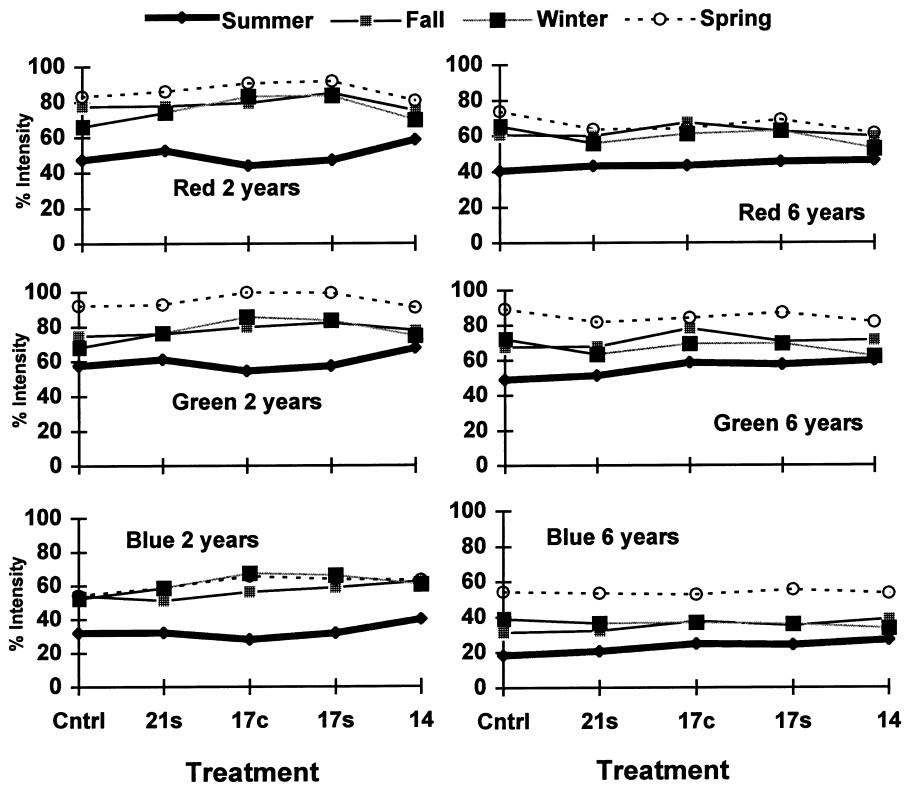 Summer Fall Winter Spring
% Intensity
100
80
60
40
20
0
Red 2 years
100
80
60
40
20
0
Red 6 years
% Intensity
100
80
60
40
20
0
Green 2 years
100
80
60
40
20
0
Green 6 years
% Intensity
100
80
60
40
20
0
Blue 2 years
100
80
60
40
20
0
Blue 6 years
Cntrl 21s 17c 17s 14
Cntrl 21s 17c 17s 14
Treatment
Treatment